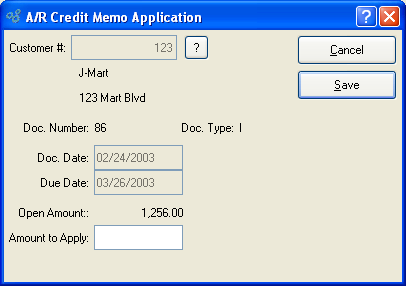 A/R Credit Memo Application ?
Customer #: 123 ? Cancel
J-Mart Save
123 Mart Blvd
Doc. Number: 86 Doc. Type: I
Doc. Date: 02/24/2003
Due Date: 03/26/2003
Open Amount:: 1,256.00
Amount to Apply: